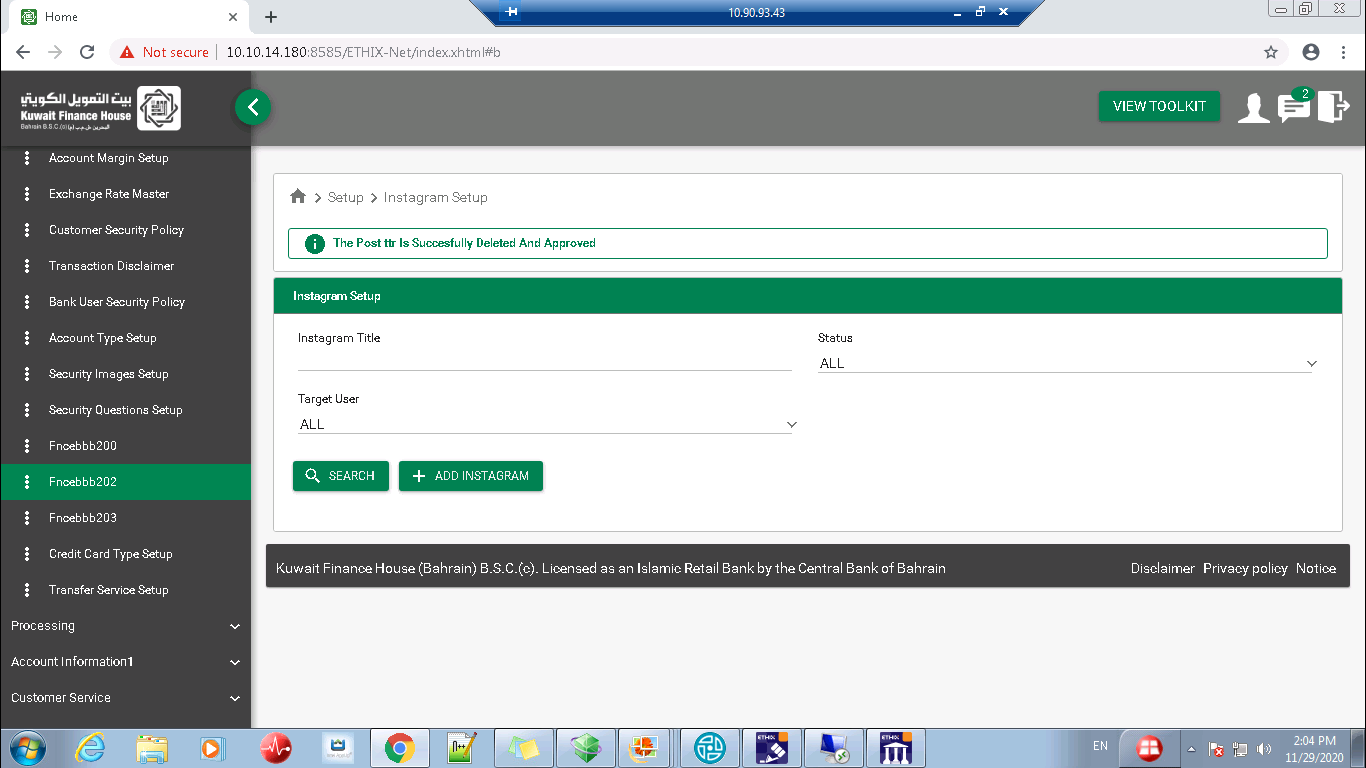 Home
10.90.93.43
Not secure
10.10.14.180:8585/ETHIX-Net/index.xhtml#b
بيت التمويل الكويتي
Kuwait Finance House
Bahrain B.S.C.(c)
VIEW TOOLKIT
2
Account Margin Setup
Exchange Rate Master
Customer Security Policy
Transaction Disclaimer
Bank User Security Policy
Account Type Setup
Security Images Setup
Security Questions Setup
Fncebbb200
Fncebbb202
Fncebbb203
Credit Card Type Setup
Transfer Service Setup
Processing
Account Information1
Customer Service
Setup
Instagram Setup
The Post ttr Is Succesfully Deleted And Approved
Instagram Setup
Instagram Title
Status
ALL
Target User
ALL
SEARCH
ADD INSTAGRAM
Kuwait Finance House (Bahrain) B.S.C.(c). Licensed as an Islamic Retail Bank by the Central Bank of Bahrain
Disclaimer Privacy policy Notice
ETHIX
ETHIX
EN
2:04 PM
11/29/2020